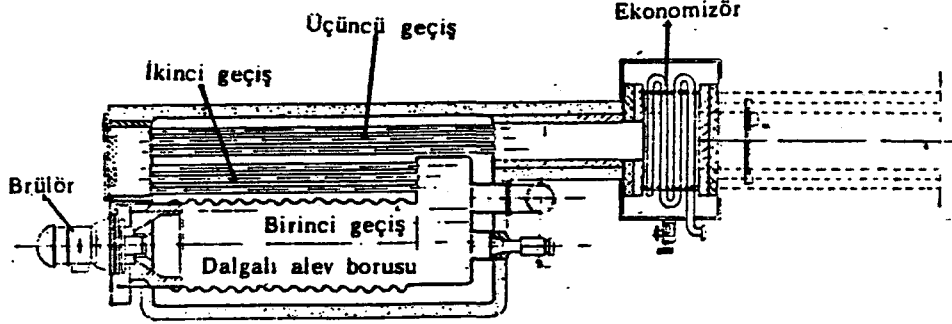 Ekonomizör
Üçüncü geçiş
İkinci geçiş
Brülör
Birinci geçiş
Dalgalı alev borusu